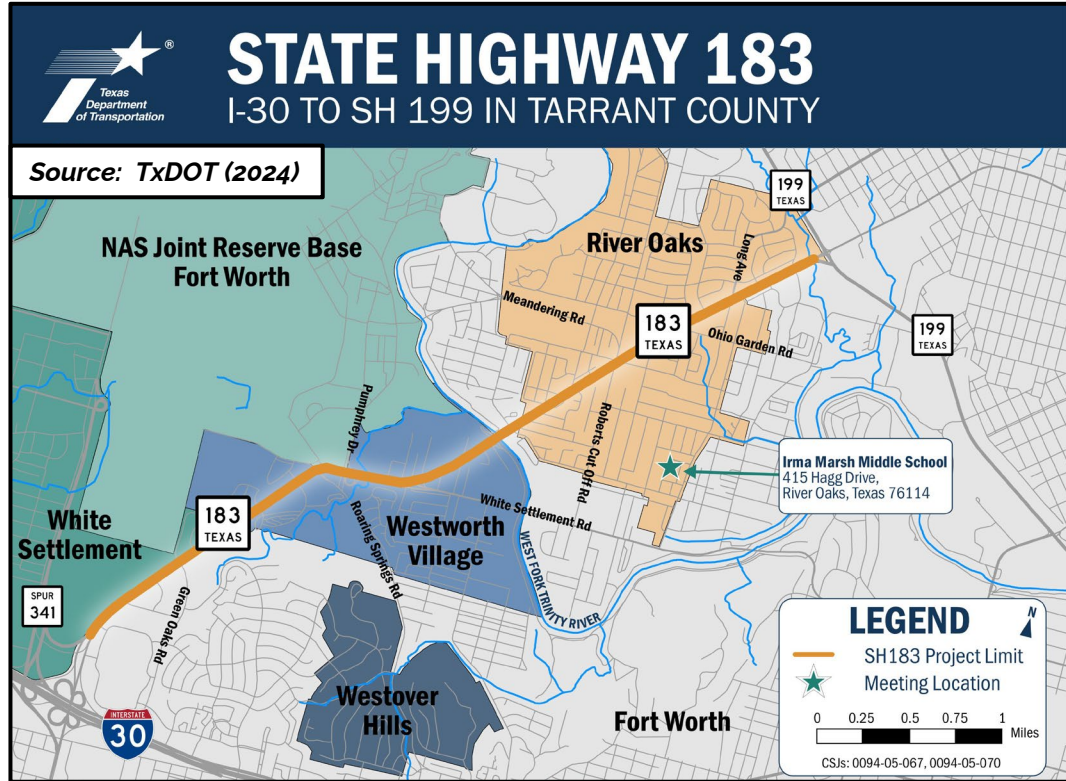 STATE HIGHWAY 183
I-30 TO SH 199 IN TARRANT COUNTY
®
Texas
Department
of Transportation
Source: TxDOT (2024)
NAS Joint Reserve Base
Fort Worth
River Oaks
199
TEXAS
Long Ave
Meandering Rd
183
TEXAS
Ohio Garden Rd
199
TEXAS
Pumphrey Dr
Roberts Cut Off Rd
Irma Marsh Middle School
415 Hagg Drive,
River Oaks, Texas 76114
White
Settlement
183
TEXAS
White Settlement Rd
Westworth
Village
Roaring Springs Rd
WEST FORK TRINITY RIVER
SPUR
341
Green Oaks Rd
Westover
Hills
Fort Worth
INTERSTATE
30
LEGEND
N
SH183 Project Limit
Meeting Location
0 0.25 0.5 0.75 1
Miles
CSJs: 0094-05-067, 0094-05-070